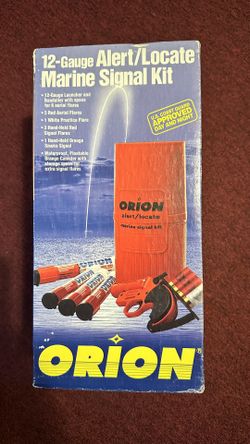 12-Gauge Alert/Locate
Marine Signal Kit
• 12-Gauge Launcher and
Bandolier with space
for 8 aerial flares
• 3 Red Aerial Flares
• 1 White Practice Flare
• 3 Hand-Held Red
Signal Flares
• 1 Hand-Held Orange
Smoke Signal
• Waterproof, Floatable
Orange Canister with
storage space for
extra signal flares
U.S. COAST GUARD
APPROVED
DAY AND NIGHT
ORION
alert/locate
marine signal kit
ORION